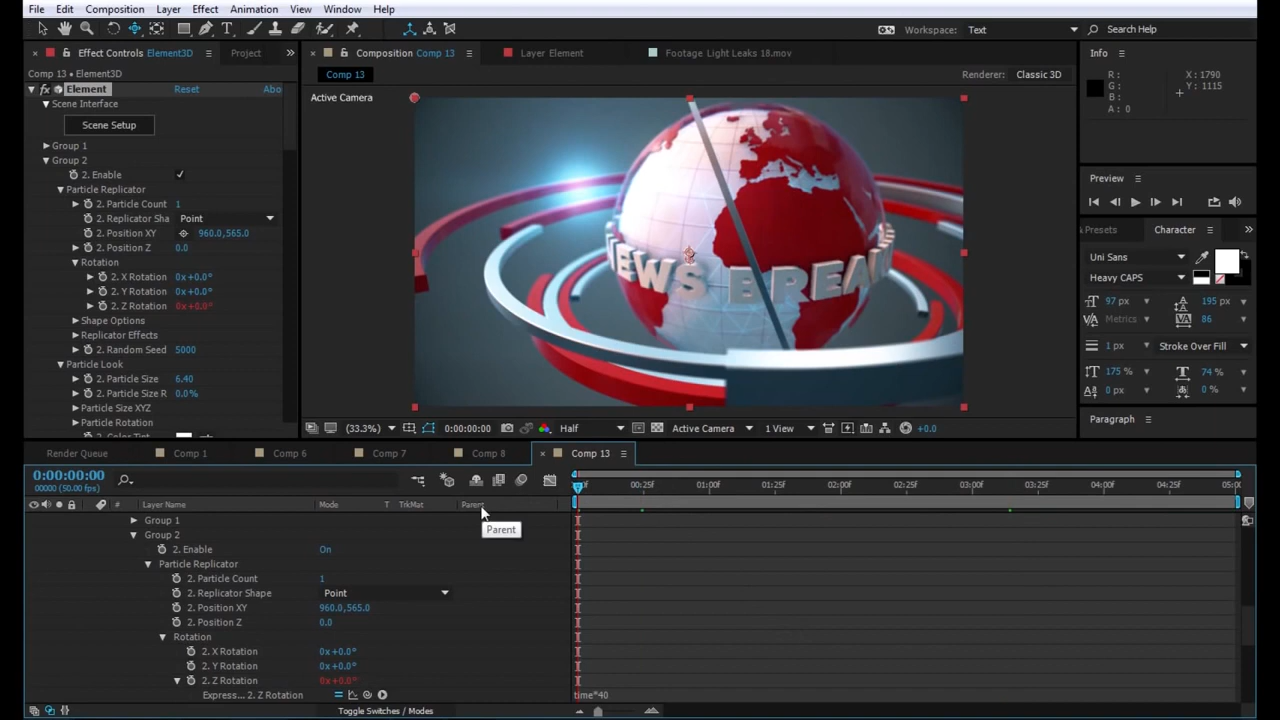 File Edit Composition Layer Effect Animation View Window Help
Workspace: Text Search Help
Effect Controls Element3D Project
Comp 13 • Element3D
fx Element Reset Abo
Scene Interface
Scene Setup
Group 1
Group 2
2. Enable
Particle Replicator
2. Particle Count 1
2. Replicator Sha Point
2. Position XY 960.0,565.0
2. Position Z 0.0
Rotation
2. X Rotation 0x+0.0°
2. Y Rotation 0x+0.0°
2. Z Rotation 0x+0.0°
Shape Options
Replicator Effects
2. Random Seed 5000
Particle Look
2. Particle Size 6.40
2. Particle Size R 0.0%
Particle Size XYZ
Particle Rotation
2. Color Tint
Composition Comp 13 Layer Element Footage Light Leaks 18.mov
Comp 13 Renderer: Classic 3D
Active Camera
NEWS BREAK
(33.3%) 0:00:00:00 Half Active Camera 1 View +0.0
Info
R :
G :
B :
A : 0
X : 1790
Y : 1115
Preview
Presets Character
Uni Sans
Heavy CAPS
97 px 195 px
Metrics 86
1 px Stroke Over Fill
175 % 74 %
0 px 0 %
Paragraph
Render Queue Comp 1 Comp 6 Comp 7 Comp 8 Comp 13
0:00:00:00
00000 (50.00 fps)
00:25f 01:00f 01:25f 02:00f 02:25f 03:00f 03:25f 04:00f 04:25f 05:0
# Layer Name Mode T TrkMat Parent
Parent
Group 1
Group 2
2. Enable On
Particle Replicator
2. Particle Count 1
2. Replicator Shape Point
2. Position XY 960.0,565.0
2. Position Z 0.0
Rotation
2. X Rotation 0x+0.0°
2. Y Rotation 0x+0.0°
2. Z Rotation 0x+0.0°
Express... 2. Z Rotation time*40
Toggle Switches / Modes